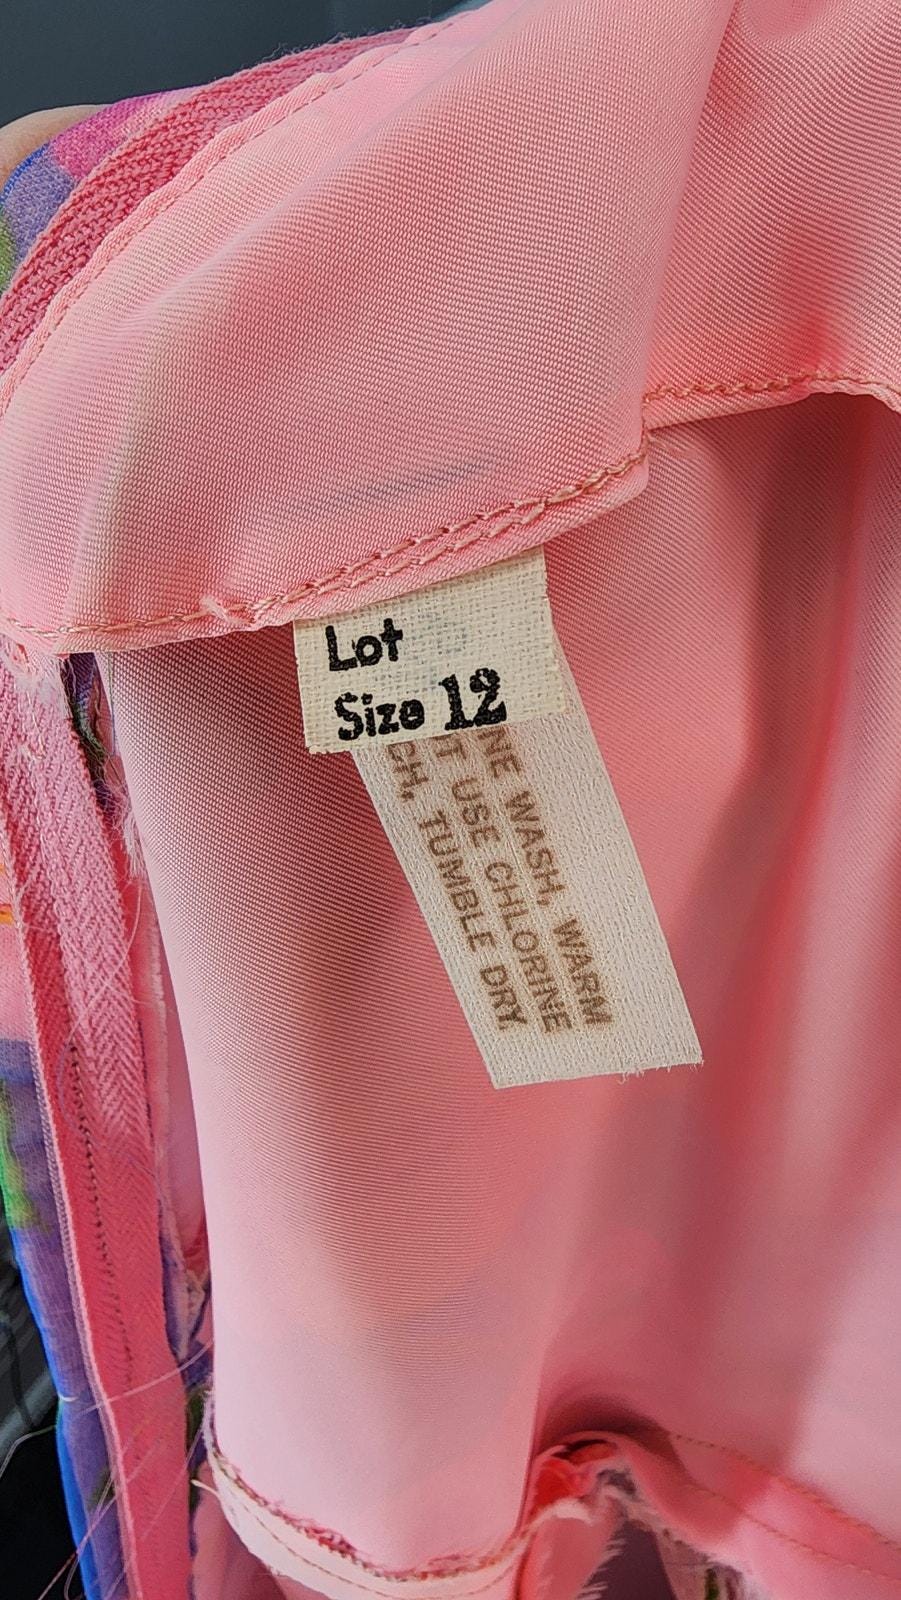 Lot
Size 12
NE WASH, WARM
T USE CHLORINE
CH, TUMBLE DRY.